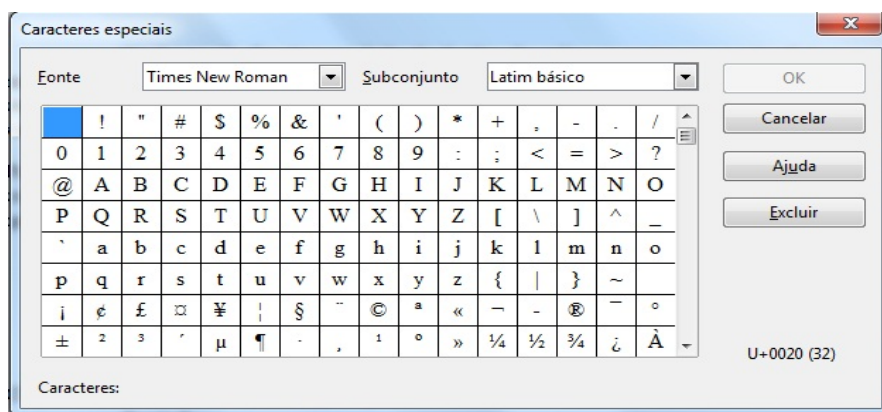 Caracteres especiais
Fonte Times New Roman Subconjunto Latim básico OK
! " # $ % & ' ( ) * + , - . / Cancelar
0 1 2 3 4 5 6 7 8 9 : ; < = > ? Ajuda
@ A B C D E F G H I J K L M N O
P Q R S T U V W X Y Z [ \ ] ^ _ Excluir
` a b c d e f g h i j k l m n o
p q r s t u v w x y z { | } ~
¡ ¢ £ ¤ ¥ ¦ § ¨ © ª « ¬ - ® ¯ °
± ² ³ ´ µ ¶ · ¸ ¹ º » ¼ ½ ¾ ¿ À
U+0020 (32)
Caracteres: